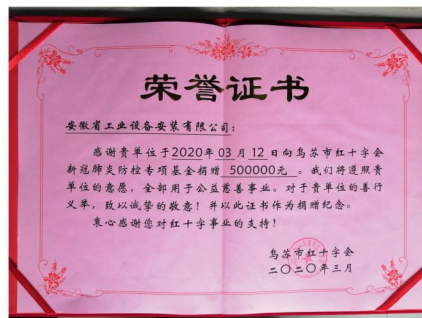 荣誉证书
安徽省工业设备安装有限公司：
感谢贵单位于2020年03月12日向乌苏市红十字会
新冠肺炎防控专项基金捐赠 500000元 。我们将遵照贵
单位的意愿，全部用于公益慈善事业。对于贵单位的善行
义举，致以诚挚的敬意！并以此证书作为捐赠纪念。
衷心感谢您对红十字事业的支持！
乌苏市红十字会
二〇二〇年三月